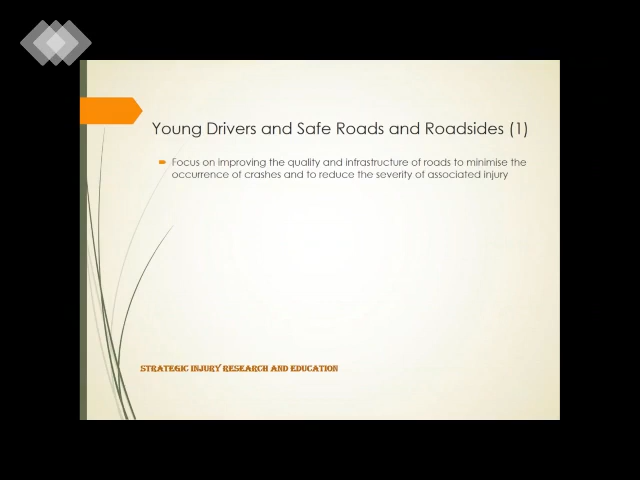 Young Drivers and Safe Roads and Roadsides (1)
Focus on improving the quality and infrastructure of roads to minimise the
occurrence of crashes and to reduce the severity of associated injury
STRATEGIC INJURY RESEARCH AND EDUCATION